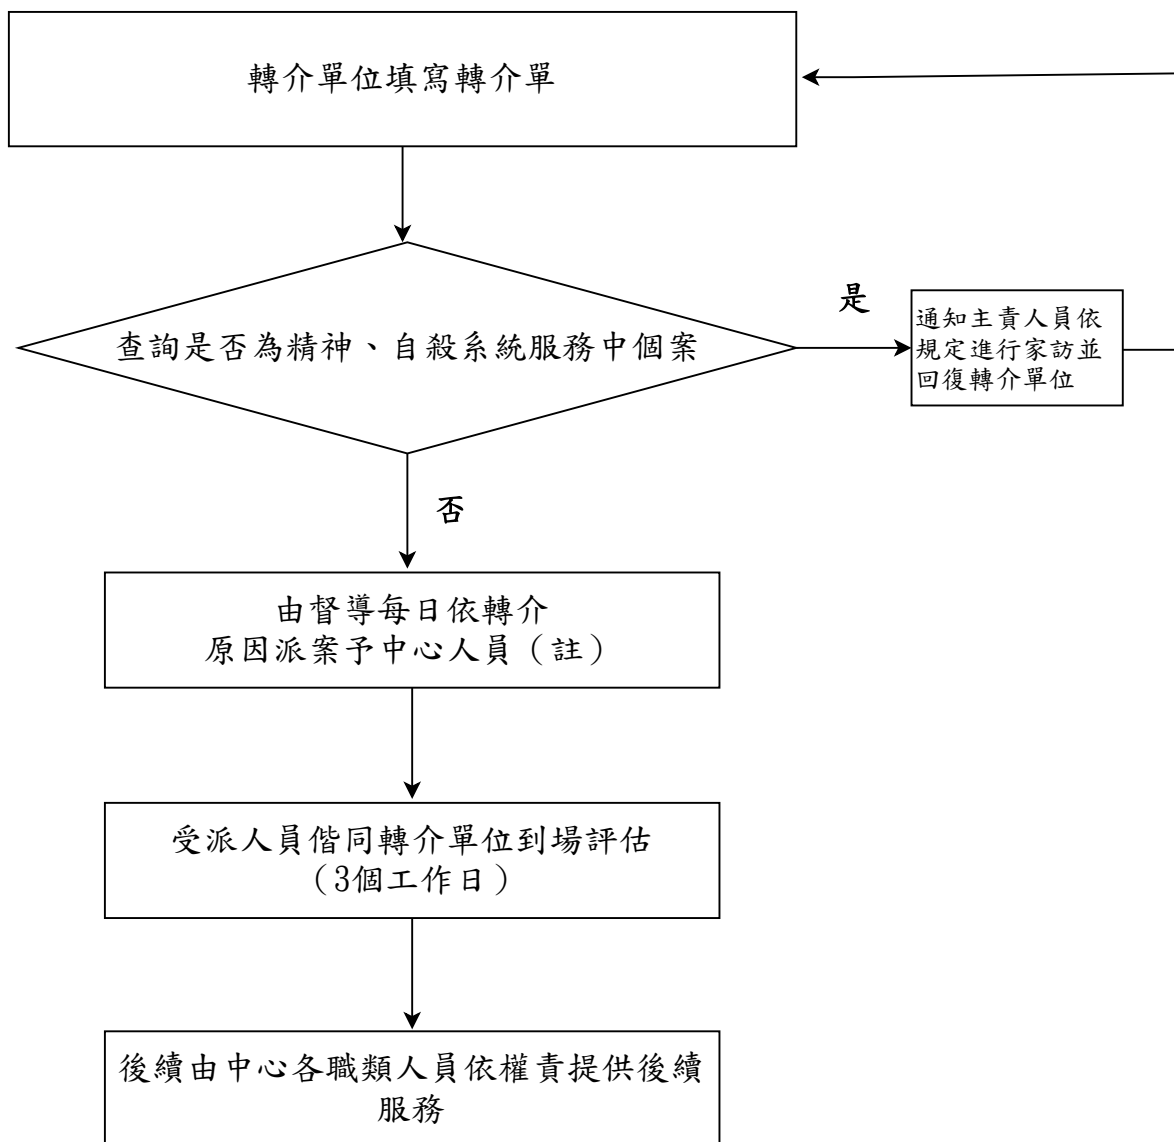 轉介單位填寫轉介單
查詢是否為精神、自殺系統服務中個案
是
通知主責人員依
規定進行家訪並
回復轉介單位
否
由督導每日依轉介
原因派案予中心人員（註）
受派人員偕同轉介單位到場評估
（3個工作日）
後續由中心各職類人員依權責提供後續
服務